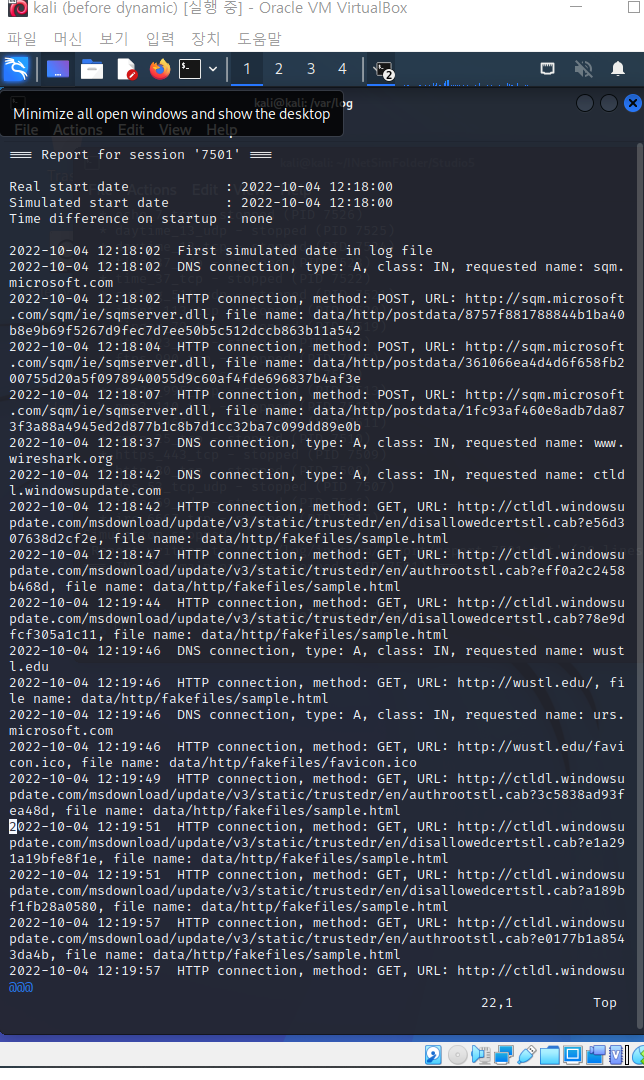 kali (before dynamic) [실행 중] - Oracle VM VirtualBox
파일 머신 보기 입력 장치 도움말
1 2 3 4 2
kali@kali: /var/log
Minimize all open windows and show the desktop
File Actions Edit View Help
=== Report for session '7501' ===
Real start date : 2022-10-04 12:18:00
Simulated start date : 2022-10-04 12:18:00
Time difference on startup : none
2022-10-04 12:18:02 First simulated date in log file
2022-10-04 12:18:02 DNS connection, type: A, class: IN, requested name: sqm.
microsoft.com
2022-10-04 12:18:02 HTTP connection, method: POST, URL: http://sqm.microsoft
.com/sqm/ie/sqmserver.dll, file name: data/http/postdata/8757f881788844b1ba40
b8e9b69f5267d9fec7d7ee50b5c512dccb863b11a542
2022-10-04 12:18:04 HTTP connection, method: POST, URL: http://sqm.microsoft
.com/sqm/ie/sqmserver.dll, file name: data/http/postdata/361066ea4d4d6f658fb2
00755d20a5f0978940055d9c60af4fde696837b4af3e
2022-10-04 12:18:07 HTTP connection, method: POST, URL: http://sqm.microsoft
.com/sqm/ie/sqmserver.dll, file name: data/http/postdata/1fc93af460e8adb7da87
3f3a88a4945ed2d877b1c8b7d1cc32ba7c099dd89e0b
2022-10-04 12:18:37 DNS connection, type: A, class: IN, requested name: www.
wireshark.org
2022-10-04 12:18:42 DNS connection, type: A, class: IN, requested name: ctld
l.windowsupdate.com
2022-10-04 12:18:42 HTTP connection, method: GET, URL: http://ctldl.windowsu
pdate.com/msdownload/update/v3/static/trustedr/en/disallowedcertstl.cab?e56d3
07638d2cf2e, file name: data/http/fakefiles/sample.html
2022-10-04 12:18:47 HTTP connection, method: GET, URL: http://ctldl.windowsu
pdate.com/msdownload/update/v3/static/trustedr/en/authrootstl.cab?eff0a2c2458
b468d, file name: data/http/fakefiles/sample.html
2022-10-04 12:19:44 HTTP connection, method: GET, URL: http://ctldl.windowsu
pdate.com/msdownload/update/v3/static/trustedr/en/disallowedcertstl.cab?78e9d
fcf305a1c11, file name: data/http/fakefiles/sample.html
2022-10-04 12:19:46 DNS connection, type: A, class: IN, requested name: wust
l.edu
2022-10-04 12:19:46 HTTP connection, method: GET, URL: http://wustl.edu/, fi
le name: data/http/fakefiles/sample.html
2022-10-04 12:19:46 DNS connection, type: A, class: IN, requested name: urs.
microsoft.com
2022-10-04 12:19:46 HTTP connection, method: GET, URL: http://wustl.edu/favi
con.ico, file name: data/http/fakefiles/favicon.ico
2022-10-04 12:19:49 HTTP connection, method: GET, URL: http://ctldl.windowsu
pdate.com/msdownload/update/v3/static/trustedr/en/authrootstl.cab?3c5838ad93f
ea48d, file name: data/http/fakefiles/sample.html
2022-10-04 12:19:51 HTTP connection, method: GET, URL: http://ctldl.windowsu
pdate.com/msdownload/update/v3/static/trustedr/en/disallowedcertstl.cab?e1a29
1a19bfe8f1e, file name: data/http/fakefiles/sample.html
2022-10-04 12:19:51 HTTP connection, method: GET, URL: http://ctldl.windowsu
pdate.com/msdownload/update/v3/static/trustedr/en/disallowedcertstl.cab?a189b
f1fb28a0580, file name: data/http/fakefiles/sample.html
2022-10-04 12:19:57 HTTP connection, method: GET, URL: http://ctldl.windowsu
pdate.com/msdownload/update/v3/static/trustedr/en/authrootstl.cab?e0177b1a854
3da4b, file name: data/http/fakefiles/sample.html
2022-10-04 12:19:57 HTTP connection, method: GET, URL: http://ctldl.windowsu
@@@
22,1 Top